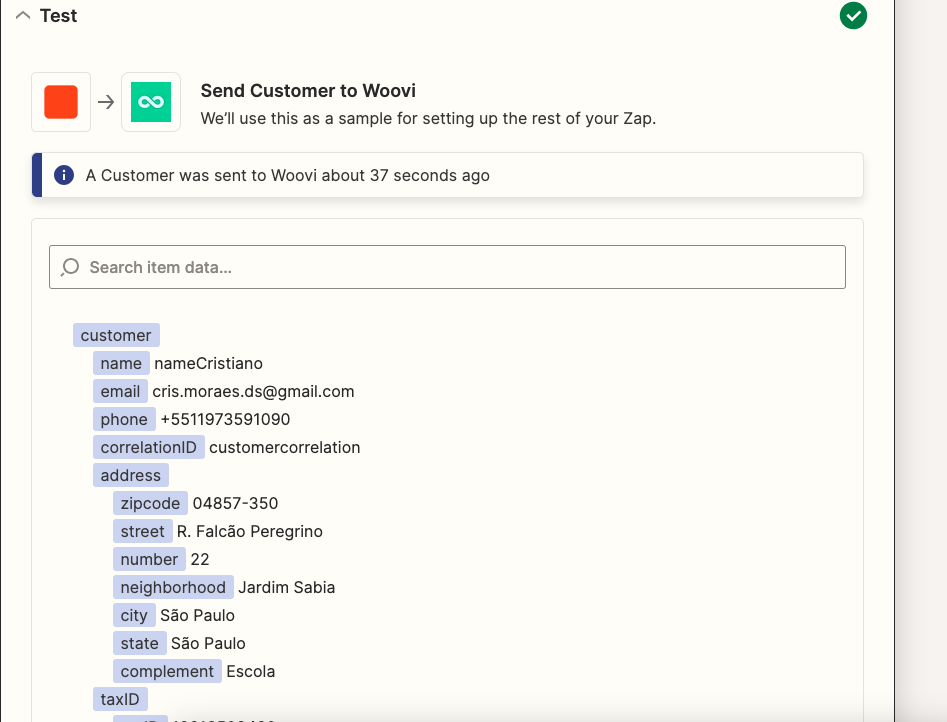 Test
Send Customer to Woovi
We'll use this as a sample for setting up the rest of your Zap.
A Customer was sent to Woovi about 37 seconds ago
Search item data...
customer
name nameCristiano
email cris.moraes.ds@gmail.com
phone +5511973591090
correlationID customercorrelation
address
zipcode 04857-350
street R. Falcão Peregrino
number 22
neighborhood Jardim Sabia
city São Paulo
state São Paulo
complement Escola
taxID